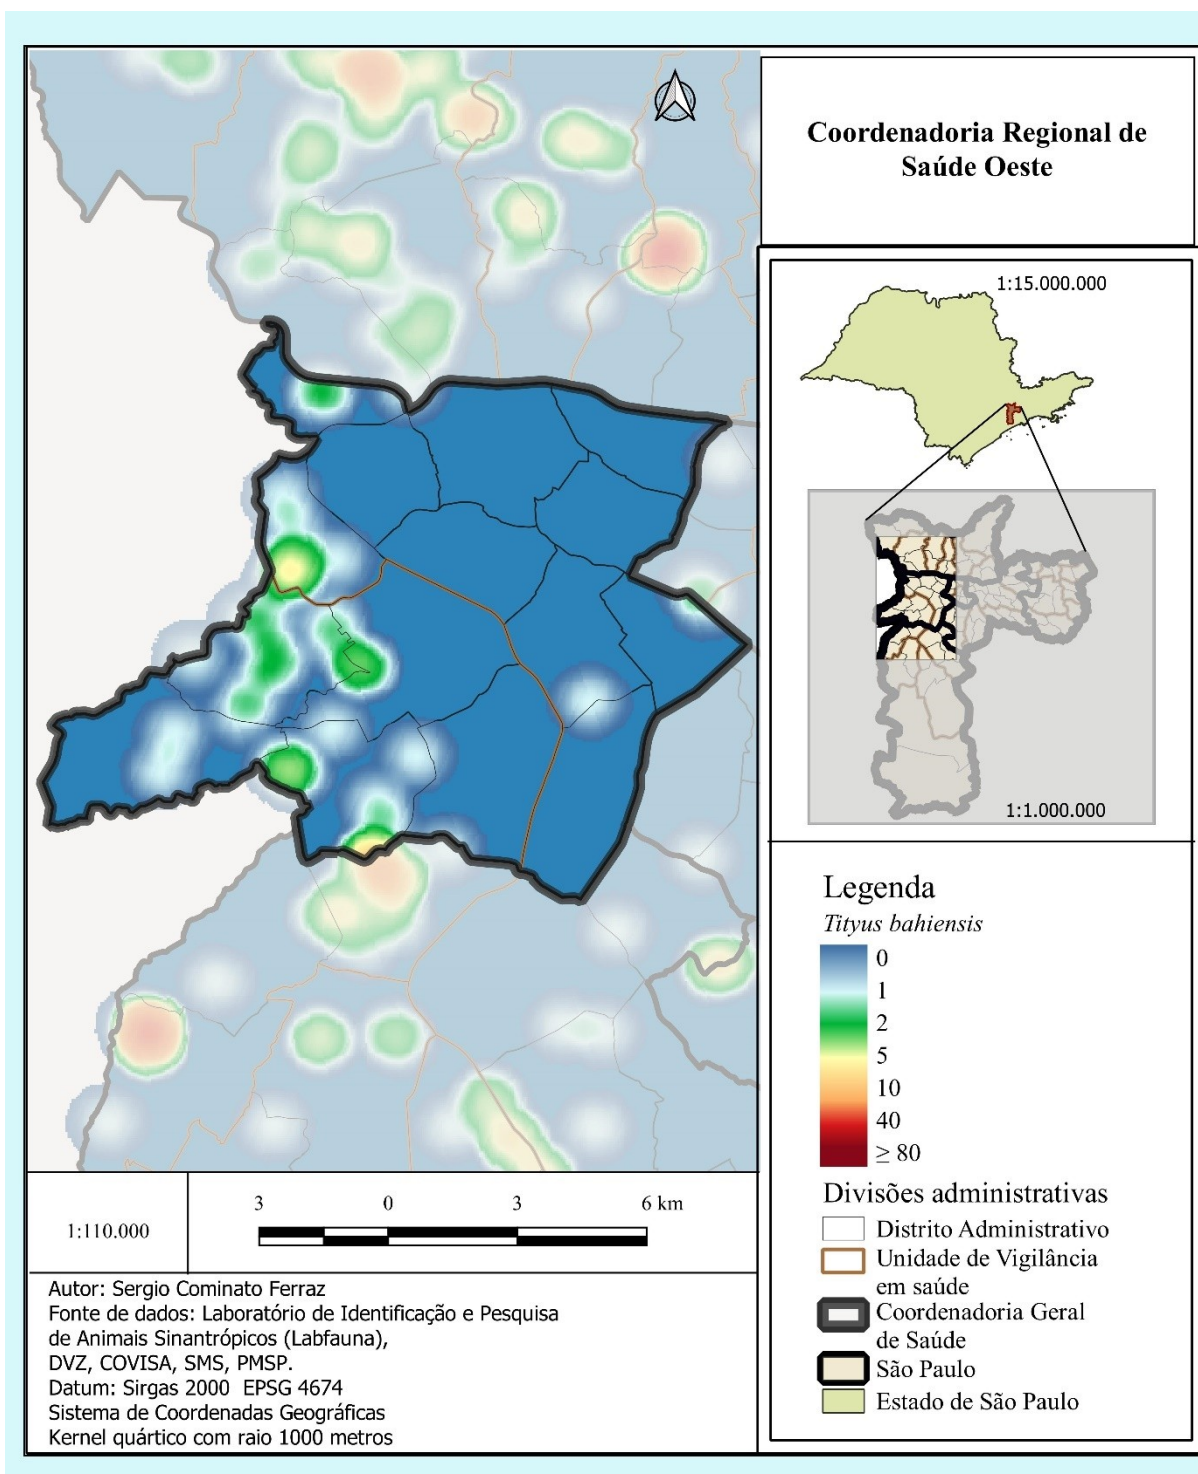 Coordenadoria Regional de
Saúde Oeste
1:15.000.000
1:1.000.000
Legenda
Tityus bahiensis
0
1
2
5
10
40
≥ 80
Divisões administrativas
Distrito Administrativo
Unidade de Vigilância
em saúde
Coordenadoria Geral
de Saúde
São Paulo
Estado de São Paulo
1:110.000
3 0 3 6 km
Autor: Sergio Cominato Ferraz
Fonte de dados: Laboratório de Identificação e Pesquisa
de Animais Sinantrópicos (Labfauna),
DVZ, COVISA, SMS, PMSP.
Datum: Sirgas 2000 EPSG 4674
Sistema de Coordenadas Geográficas
Kernel quártico com raio 1000 metros